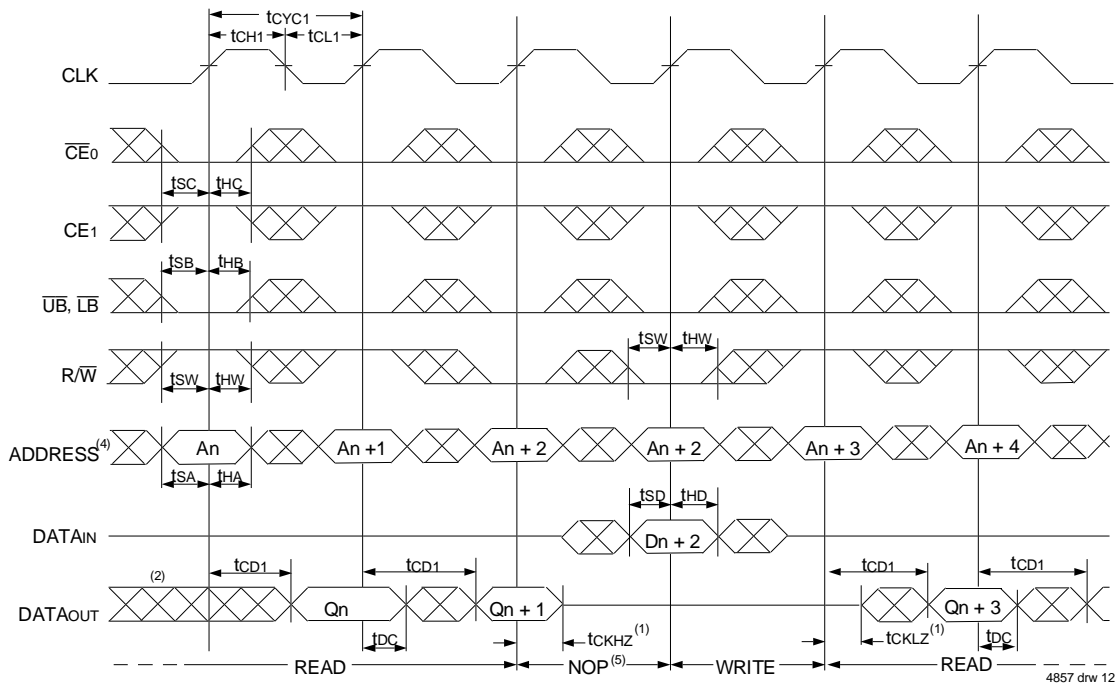 tCYC1
tCH1 tCL1
CLK
CE0
tSC tHC
CE1
tSB tHB
UB, LB
tSW tHW
R/W
tSW tHW
ADDRESS(4) An An +1 An + 2 An + 2 An + 3 An + 4
tSA tHA
tSD tHD
DATAIN Dn + 2
(2) tCD1 tCD1 tCD1 tCD1
DATAOUT Qn Qn + 1 Qn + 3
tDC tCKHZ(1) tCKLZ(1) tDC
READ NOP(5) WRITE READ
4857 drw 12